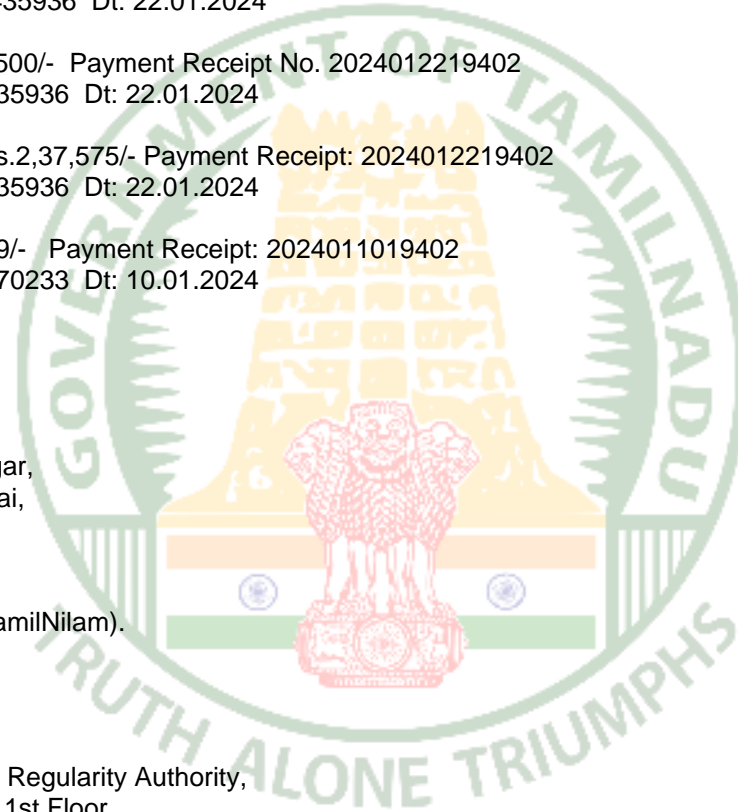 35936 Dt: 22.01.2024
500/- Payment Receipt No. 2024012219402
35936 Dt: 22.01.2024
s.2,37,575/- Payment Receipt: 2024012219402
35936 Dt: 22.01.2024
9/- Payment Receipt: 2024011019402
70233 Dt: 10.01.2024
gar,
ai,
amilNilam).
Regularity Authority,
1st Floor
GOVERNMENT OF TAMILNADU
TRUTH ALONE TRIUMPHS